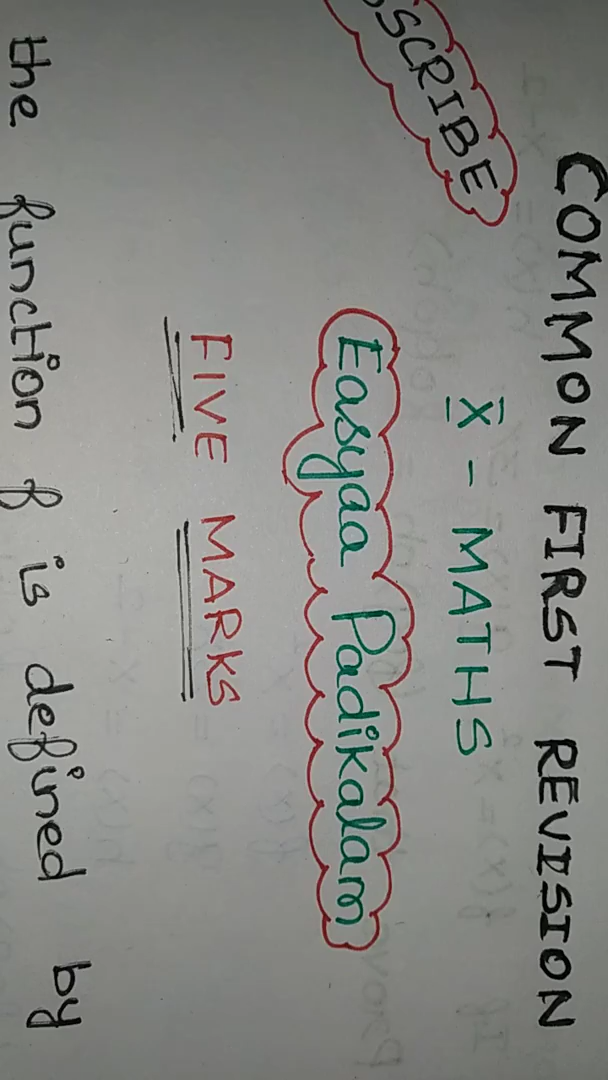 COMMON FIRST REVISION
SCRIBE
X - MATHS
Easyaa Padikalam
FIVE MARKS
the function f is defined by